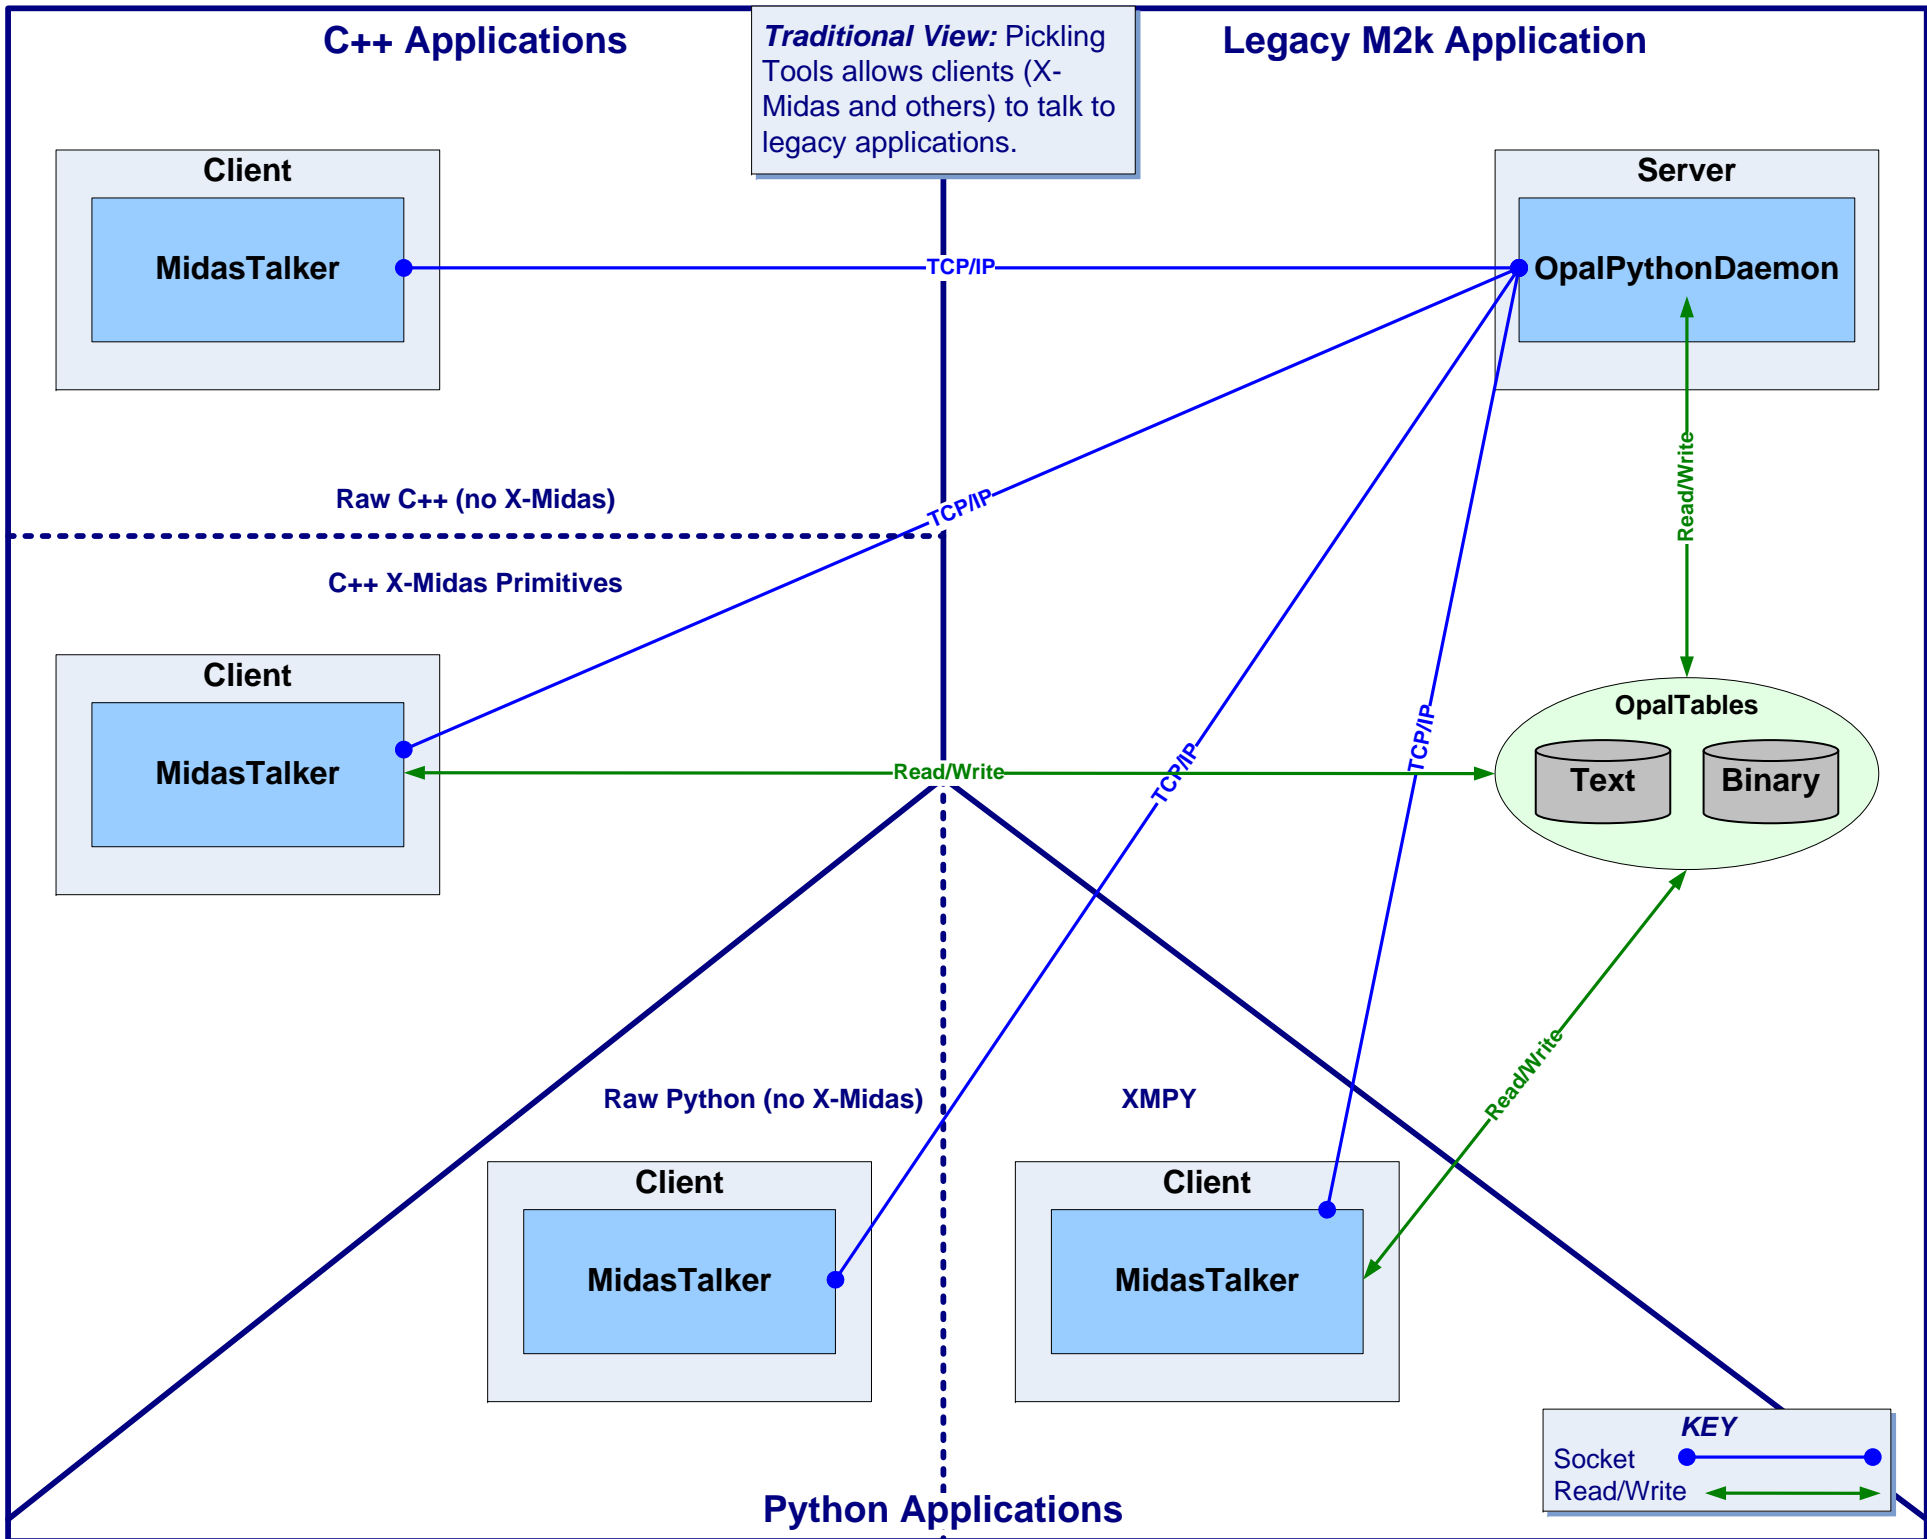 C++ Applications
Traditional View: Pickling
Tools allows clients (X-
Midas and others) to talk to
legacy applications.
Legacy M2k Application
Client
MidasTalker
Server
OpalPythonDaemon
TCP/IP
Read/Write
Raw C++ (no X-Midas)
TCP/IP
C++ X-Midas Primitives
Client
MidasTalker
Read/Write
TCP/IP
TCP/IP
OpalTables
Text
Binary
Read/Write
Raw Python (no X-Midas)
XMPY
Client
MidasTalker
Client
MidasTalker
KEY
Socket
Read/Write
Python Applications